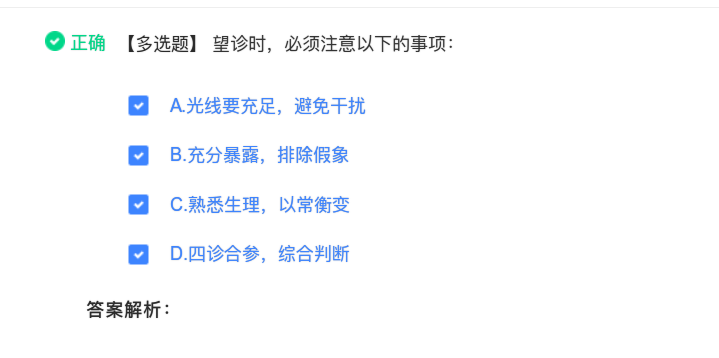 正确 【多选题】 望诊时，必须注意以下的事项：
A.光线要充足，避免干扰
B.充分暴露，排除假象
C.熟悉生理，以常衡变
D.四诊合参，综合判断
答案解析：